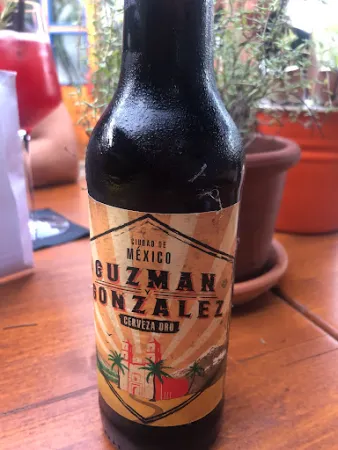 CIUDAD DE
MÉXICO
GUZMAN
Y
GONZALEZ
CERVEZA ORO